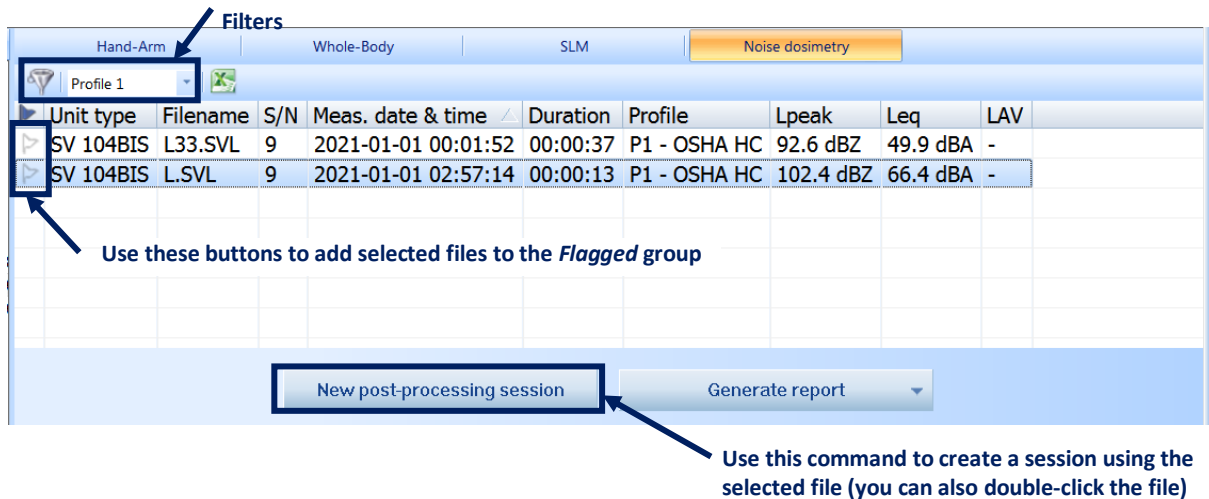 Filters
Hand-Arm Whole-Body SLM Noise dosimetry
Profile 1
Unit type Filename S/N Meas. date & time Duration Profile Lpeak Leq LAV
SV 104BIS L33.SVL 9 2021-01-01 00:01:52 00:00:37 P1 - OSHA HC 92.6 dBZ 49.9 dBA -
SV 104BIS L.SVL 9 2021-01-01 02:57:14 00:00:13 P1 - OSHA HC 102.4 dBZ 66.4 dBA -
Use these buttons to add selected files to the Flagged group
New post-processing session Generate report
Use this command to create a session using the
selected file (you can also double-click the file)